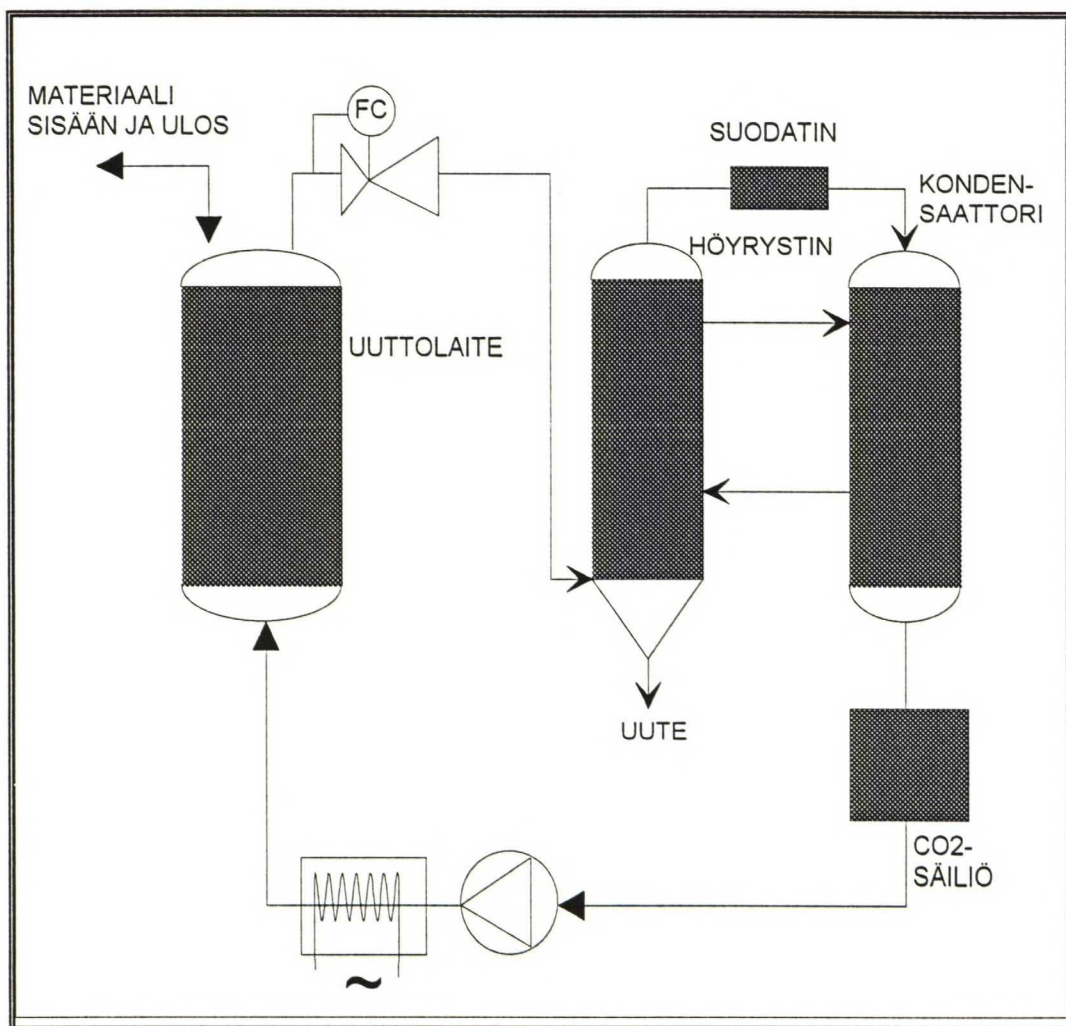 MATERIAALI
SISÄÄN JA ULOS
FC
SUODATIN
KONDEN-
SAATTORI
HÖYRYSTIN
UUTTOLAITE
UUTE
CO2-
SÄILIÖ
~